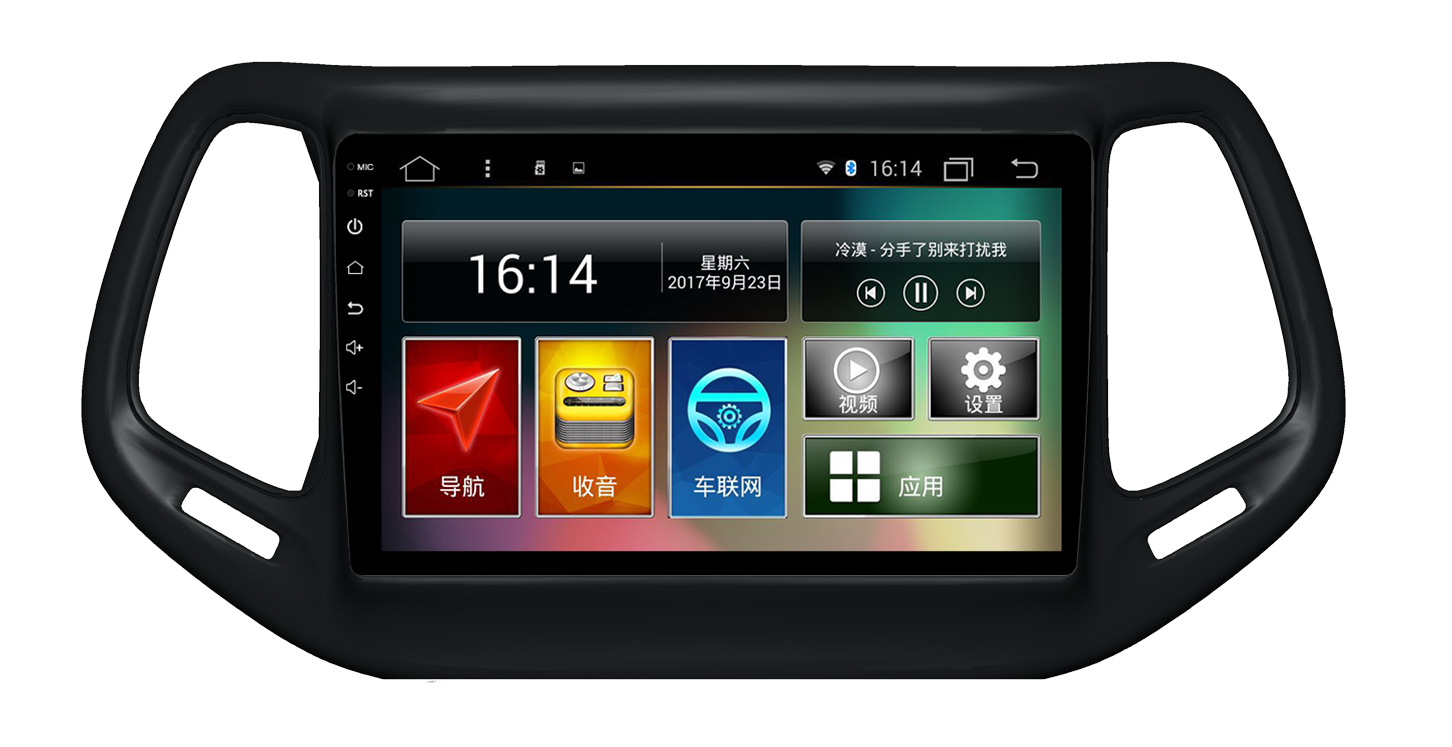 MIC
RST
16:14
16:14
星期六
2017年9月23日
冷漠 - 分手了别来打扰我
导航
收音
车联网
视频
设置
应用